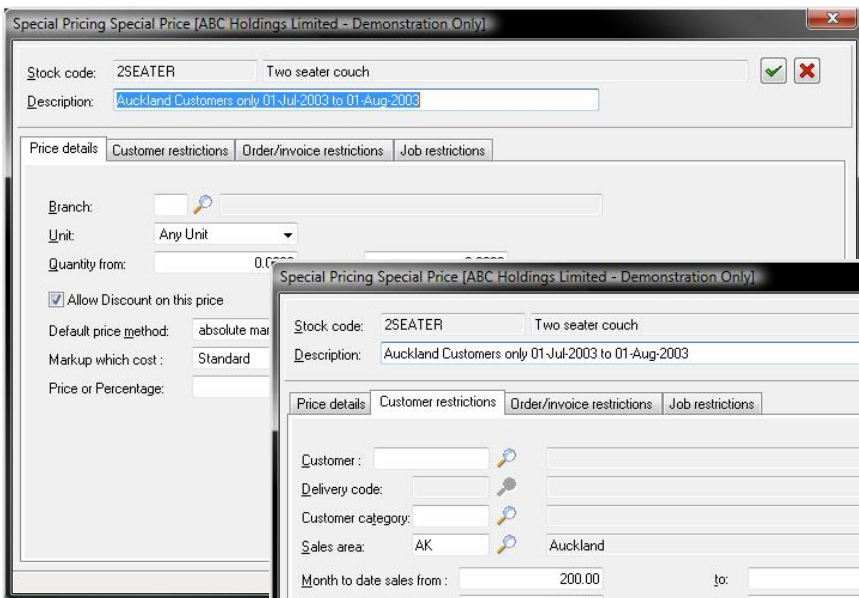 Special Pricing Special Price [ABC Holdings Limited - Demonstration Only]
Stock code: 2SEATER Two seater couch
Description: Auckland Customers only 01-Jul-2003 to 01-Aug-2003
Price details Customer restrictions Order/invoice restrictions Job restrictions
Branch:
Unit: Any Unit
Quantity from:
Allow Discount on this price
Default price method: absolute
Markup which cost : Standard
Price or Percentage:
Special Pricing Special Price [ABC Holdings Limited - Demonstration Only]
Stock code: 2SEATER Two seater couch
Description: Auckland Customers only 01-Jul-2003 to 01-Aug-2003
Price details Customer restrictions Order/invoice restrictions Job restrictions
Customer :
Delivery code:
Customer category:
Sales area: AK Auckland
Month to date sales from : 200.00 to: